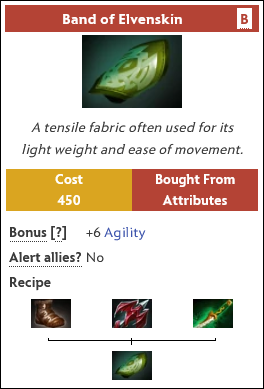 Band of Elvenskin B
A tensile fabric often used for its
light weight and ease of movement.
Cost Bought From
450 Attributes
Bonus [?] +6 Agility
Alert allies? No
Recipe